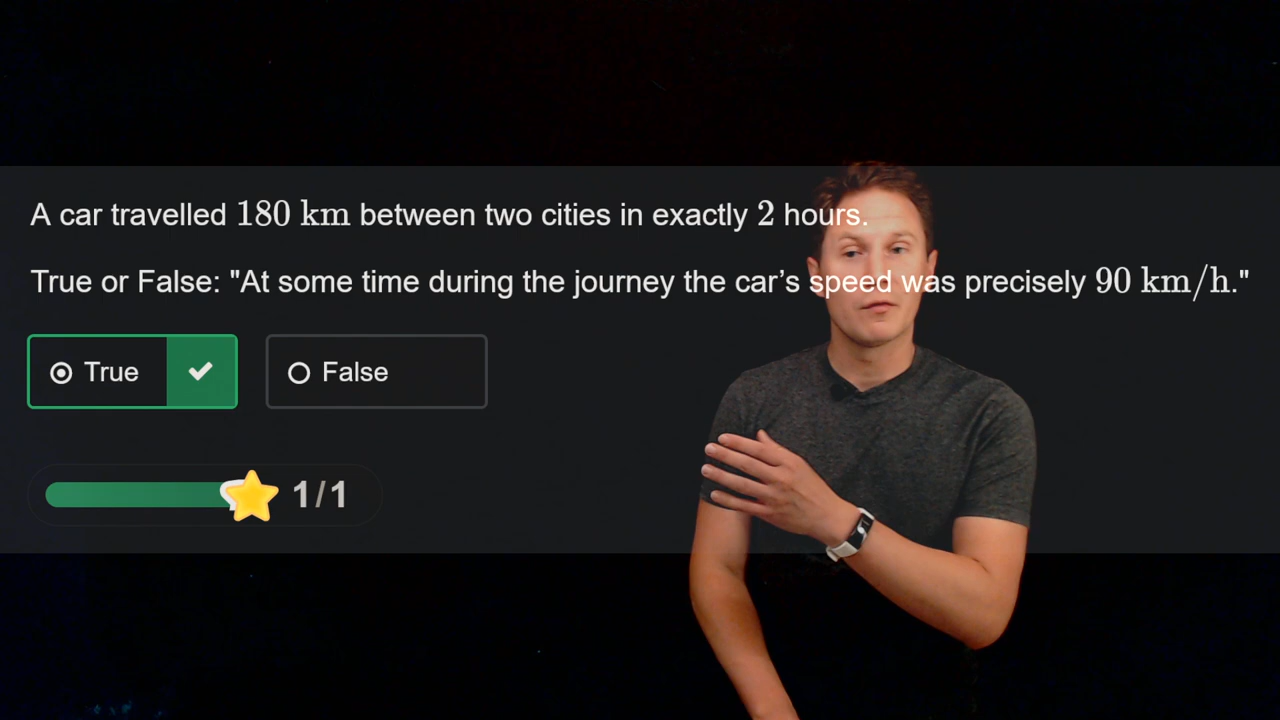 A car travelled 180 km between two cities in exactly 2 hours.
True or False: "At some time during the journey the car’s speed was precisely 90 km/h."
True
False
1/1